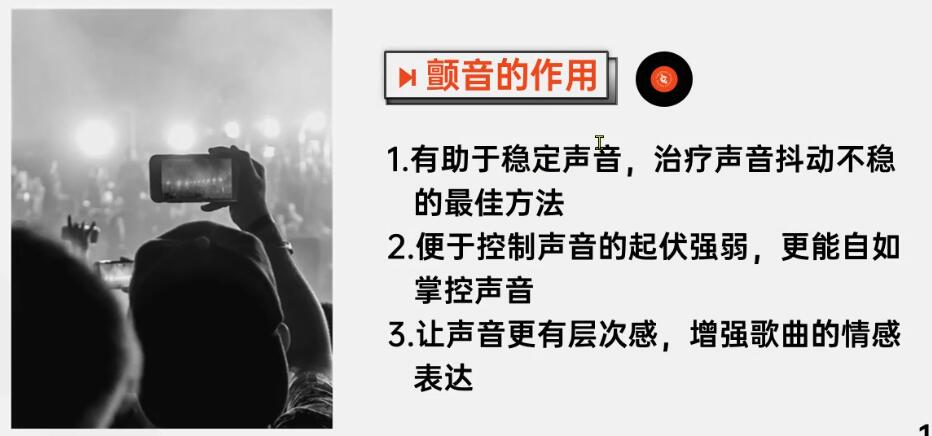 颤音的作用
1.有助于稳定声音，治疗声音抖动不稳
的最佳方法
2.便于控制声音的起伏强弱，更能自如
掌控声音
3.让声音更有层次感，增强歌曲的情感
表达
1